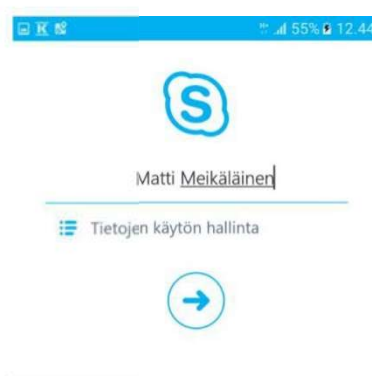 K 55% 12.44
S
Matti Meikäläinen
Tietojen käytön hallinta